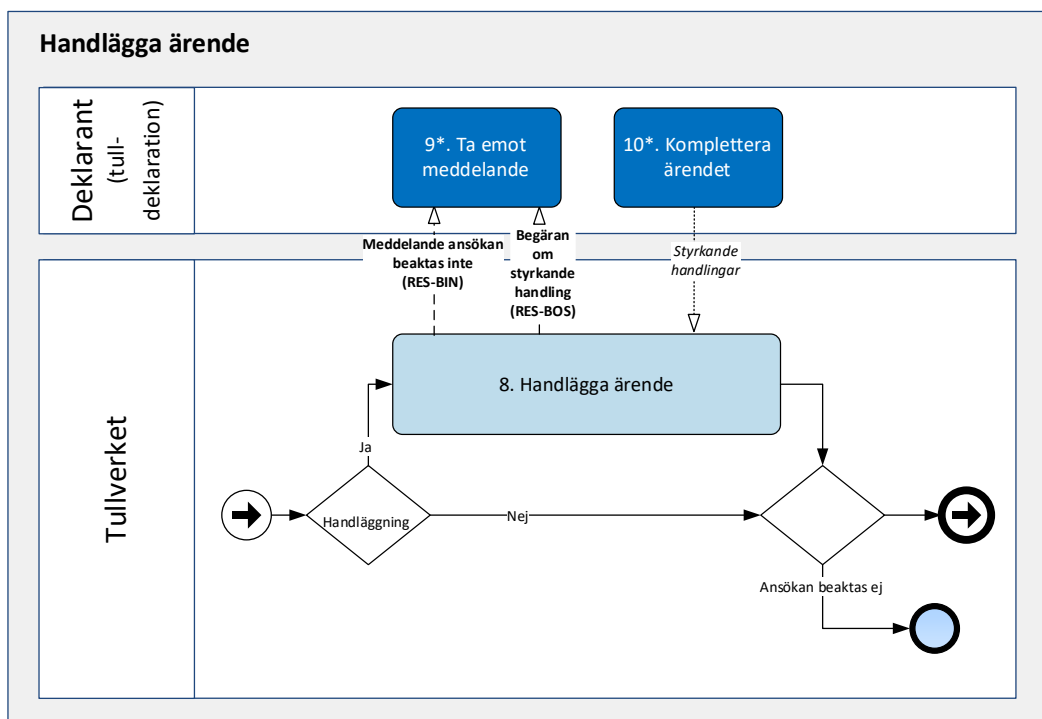 Handlägga ärende
Deklarant
(tull-
deklaration)
9*. Ta emot
meddelande
10*. Komplettera
ärendet
Meddelande ansökan
beaktas inte
(RES-BIN)
Begäran
om
styrkande
handling
(RES-BOS)
Styrkande
handlingar
Tullverket
8. Handlägga ärende
Ja
Handläggning
Nej
Ansökan beaktas ej